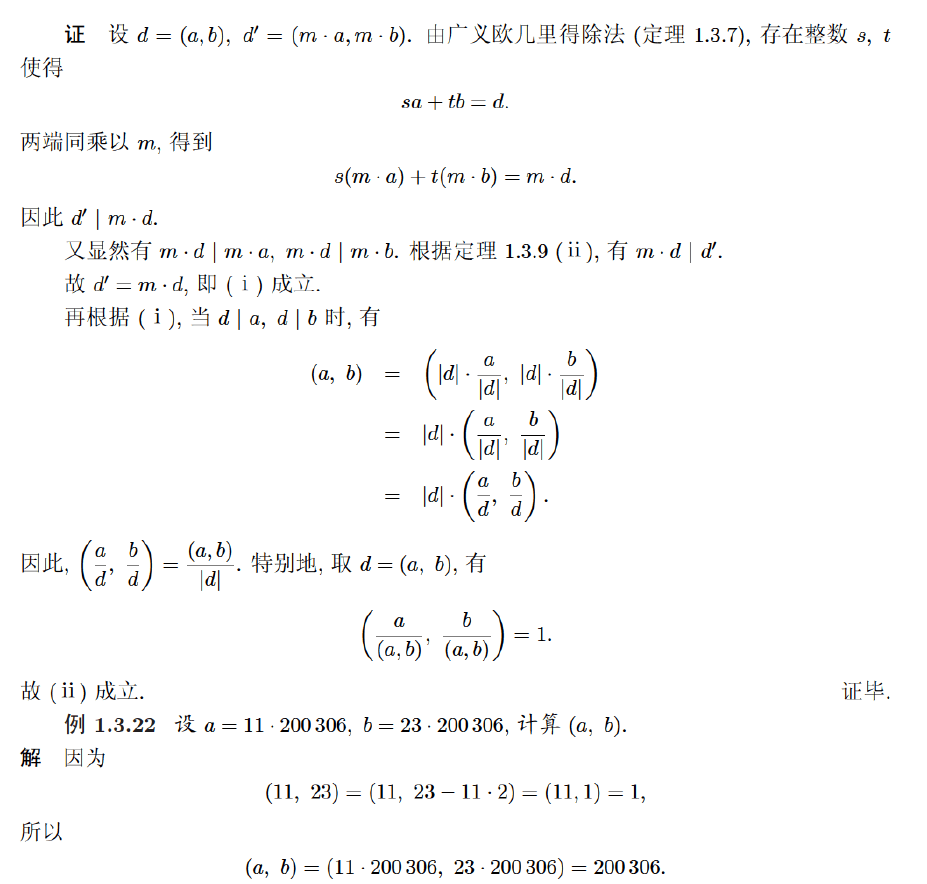 证 设 d = (a, b), d′ = (m · a, m · b). 由广义欧几里得除法 (定理 1.3.7), 存在整数 s, t
使得
sa + tb = d.
两端同乘以 m, 得到
s(m · a) + t(m · b) = m · d.
因此 d′ | m · d.
又显然有 m · d | m · a, m · d | m · b. 根据定理 1.3.9 (ⅱ), 有 m · d | d′.
故 d′ = m · d, 即 (ⅰ) 成立.
再根据 (ⅰ), 当 d | a, d | b 时, 有
(a, b) = (|d| · a/|d|, |d| · b/|d|)
= |d| · (a/|d|, b/|d|)
= |d| · (a/d, b/d).
因此, (a/d, b/d) = (a,b)/|d|. 特别地, 取 d = (a, b), 有
(a/(a,b), b/(a,b)) = 1.
故 (ⅱ) 成立. 证毕.
例 1.3.22 设 a = 11 · 200 306, b = 23 · 200 306, 计算 (a, b).
解 因为
(11, 23) = (11, 23 − 11 · 2) = (11, 1) = 1,
所以
(a, b) = (11 · 200 306, 23 · 200 306) = 200 306.